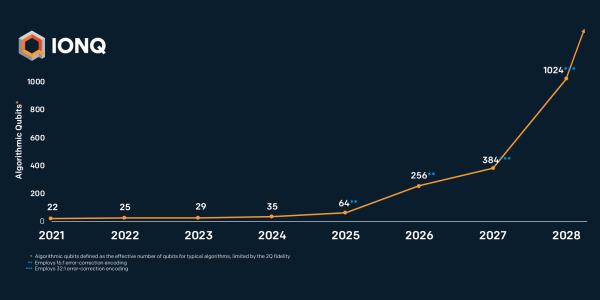 IONQ
Algorithmic Qubits*
1000
800
600
400
200
0
22
25
29
35
64**
256**
384***
1024***
2021 2022 2023 2024 2025 2026 2027 2028
* Algorithmic qubits defined as the effective number of qubits for typical algorithms, limited by the 2Q fidelity
** Employs 16:1 error-correction encoding
*** Employs 32:1 error-correction encoding